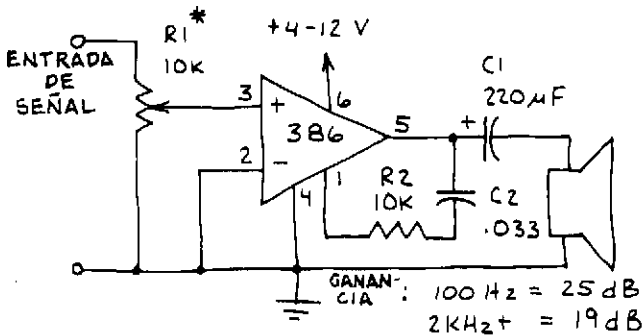 ENTRADA
DE
SEÑAL
R1*
10K
+4-12 V
3
+
2
−
386
6
5
4
1
R2
10K
C1
220µF
+
C2
.033
GANAN-
CIA : 100 Hz = 25 dB
2KHz+ = 19 dB